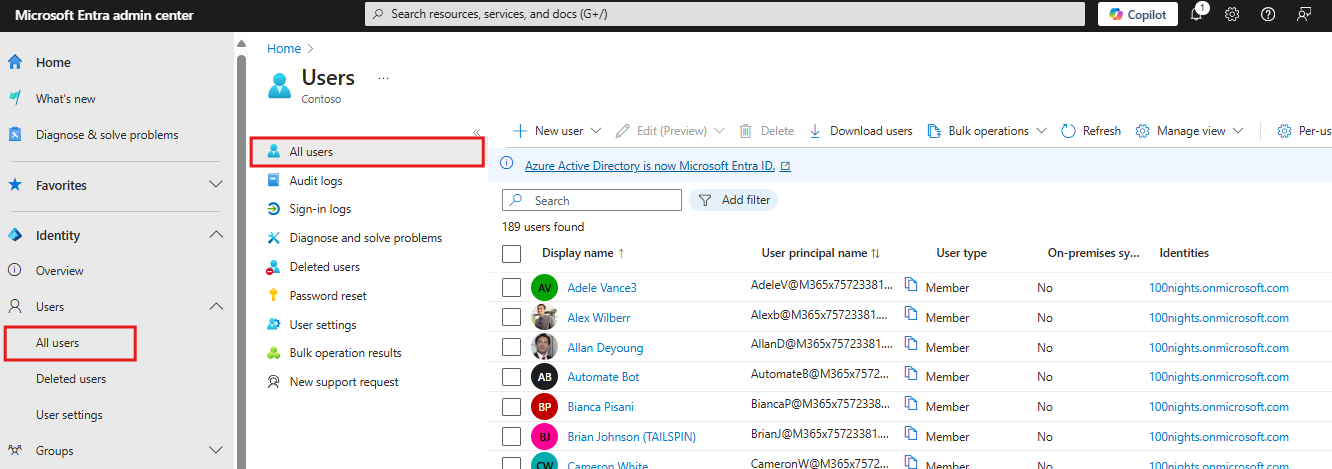 Microsoft Entra admin center
Search resources, services, and docs (G+/)
Copilot
1
Home
What's new
Diagnose & solve problems
Favorites
Identity
Overview
Users
All users
Deleted users
User settings
Groups
Home
Users
Contoso
All users
Audit logs
Sign-in logs
Diagnose and solve problems
Deleted users
Password reset
User settings
Bulk operation results
New support request
New user Edit (Preview) Delete Download users Bulk operations Refresh Manage view Per-us
Azure Active Directory is now Microsoft Entra ID.
Search Add filter
189 users found
Display name ↑ User principal name ↑↓ User type On-premises sy... Identities
AV Adele Vance3 AdeleV@M365x75723381.... Member No 100nights.onmicrosoft.com
Alex Wilberr Alexb@M365x75723381.... Member No 100nights.onmicrosoft.com
Allan Deyoung AllanD@M365x75723381.... Member No 100nights.onmicrosoft.com
AB Automate Bot AutomateB@M365x7572... Member No 100nights.onmicrosoft.com
BP Bianca Pisani BiancaP@M365x7572338... Member No 100nights.onmicrosoft.com
BJ Brian Johnson (TAILSPIN) BrianJ@M365x75723381.... Member No 100nights.onmicrosoft.com
CW Cameron White CameronW@M365x7572... Member No 100nights.onmicrosoft.com